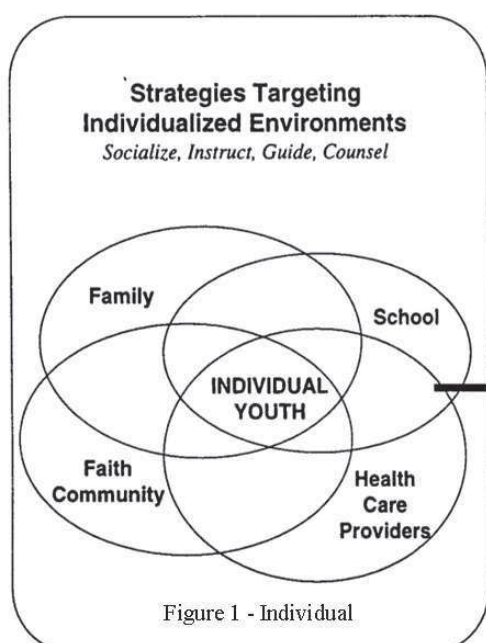 Strategies Targeting
Individualized Environments
Socialize, Instruct, Guide, Counsel
Family
School
INDIVIDUAL
YOUTH
Faith
Community
Health
Care
Providers
Figure 1 - Individual